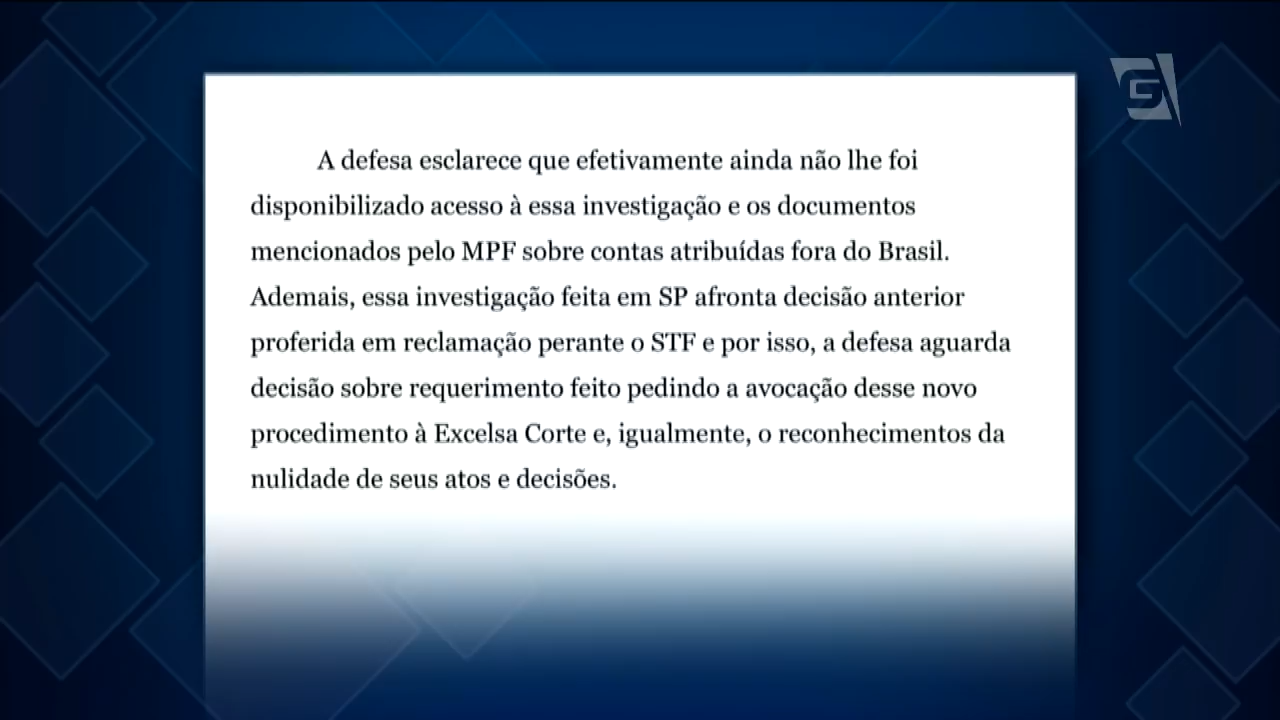 A defesa esclarece que efetivamente ainda não lhe foi
disponibilizado acesso à essa investigação e os documentos
mencionados pelo MPF sobre contas atribuídas fora do Brasil.
Ademais, essa investigação feita em SP afronta decisão anterior
proferida em reclamação perante o STF e por isso, a defesa aguarda
decisão sobre requerimento feito pedindo a avocação desse novo
procedimento à Excelsa Corte e, igualmente, o reconhecimentos da
nulidade de seus atos e decisões.